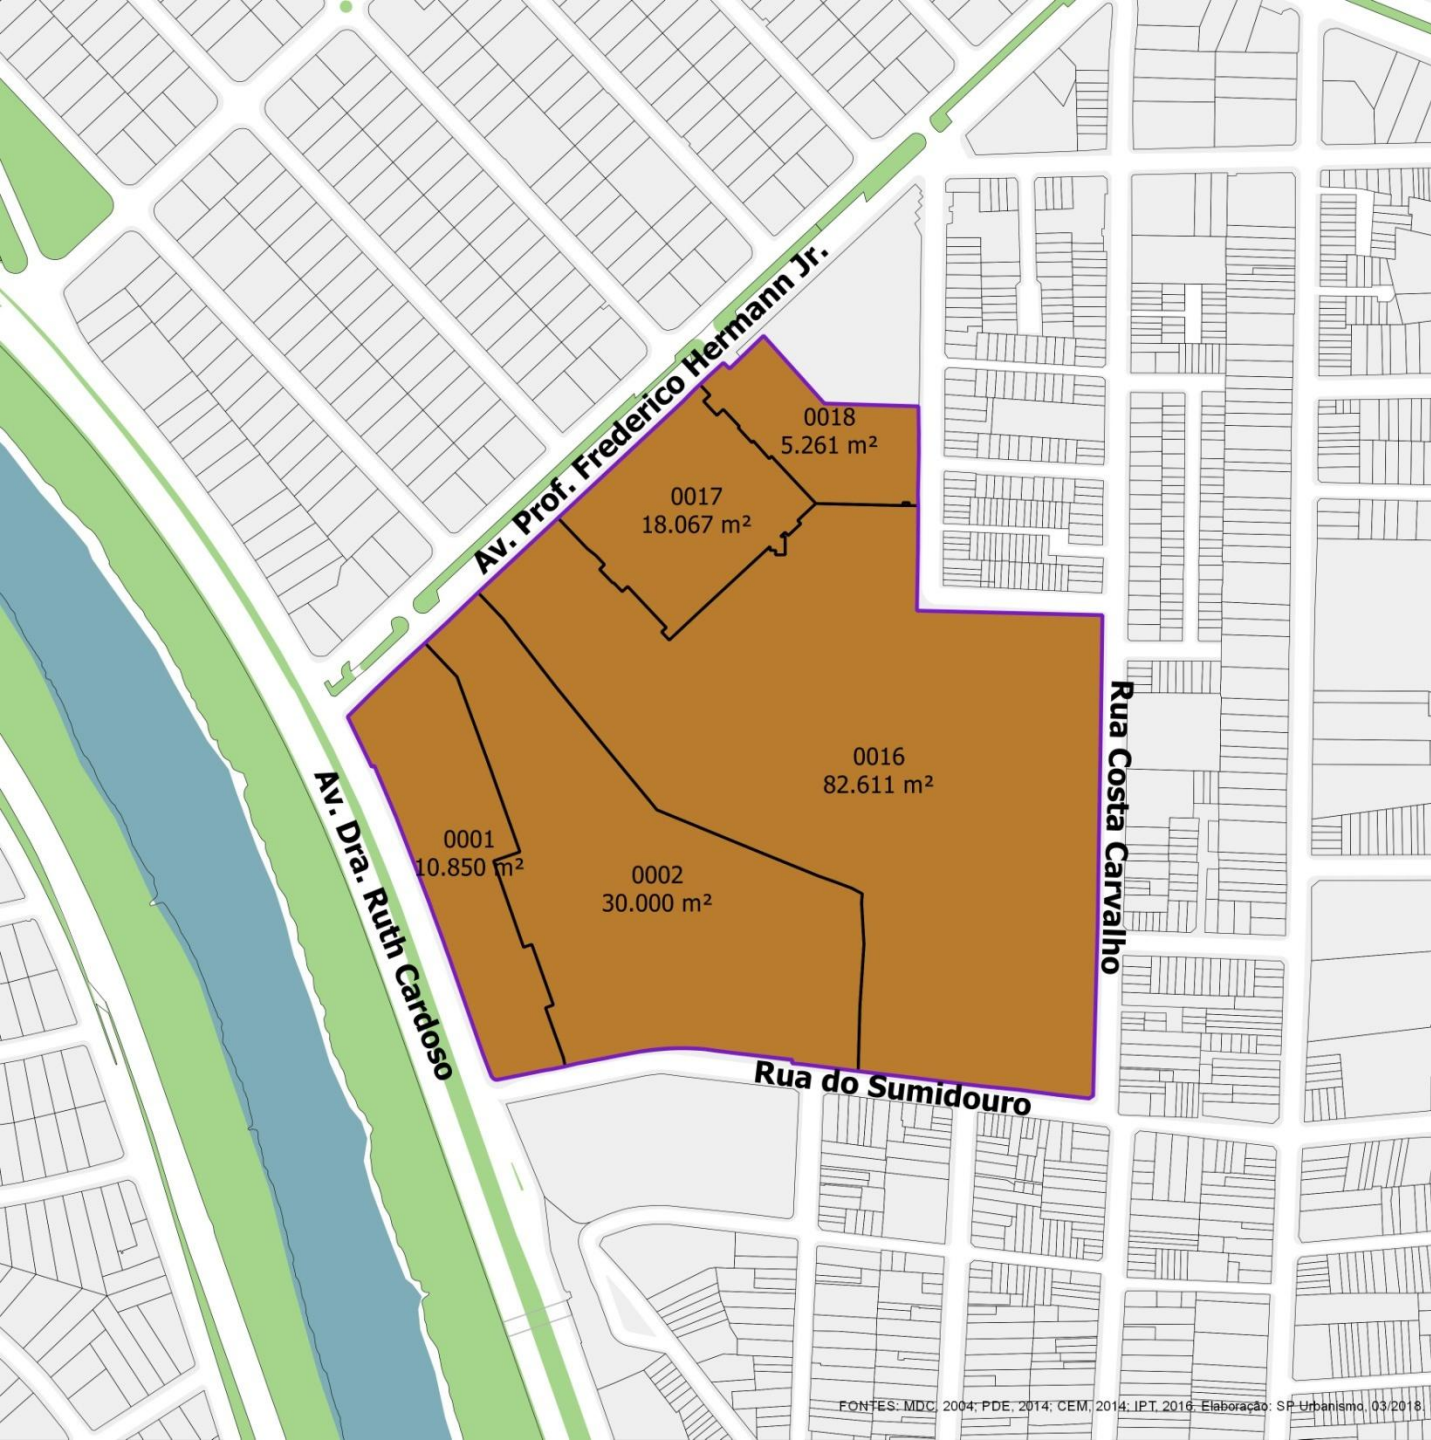 Av. Prof. Frederico Hermann Jr.
0018
5.261 m²
0017
18.067 m²
0016
82.611 m²
0001
10.850 m²
0002
30.000 m²
Rua Costa Carvalho
Av. Dra. Ruth Cardoso
Rua do Sumidouro
FONTES: MDC, 2004; PDE, 2014; CEM, 2014; IPT, 2016. Elaboração: SP Urbanismo, 03/2018.